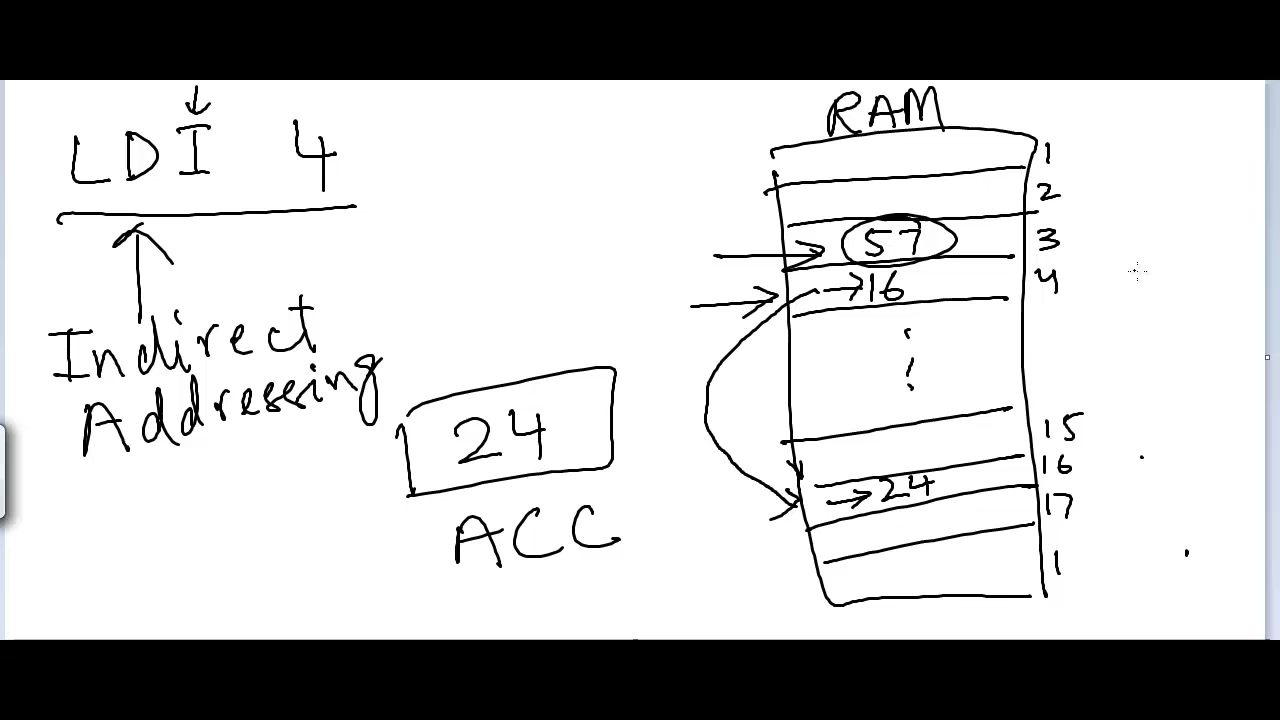 LDI 4
Indirect
Addressing
24
ACC
RAM
1
2
57 3
16 4
15
16
24 17
1